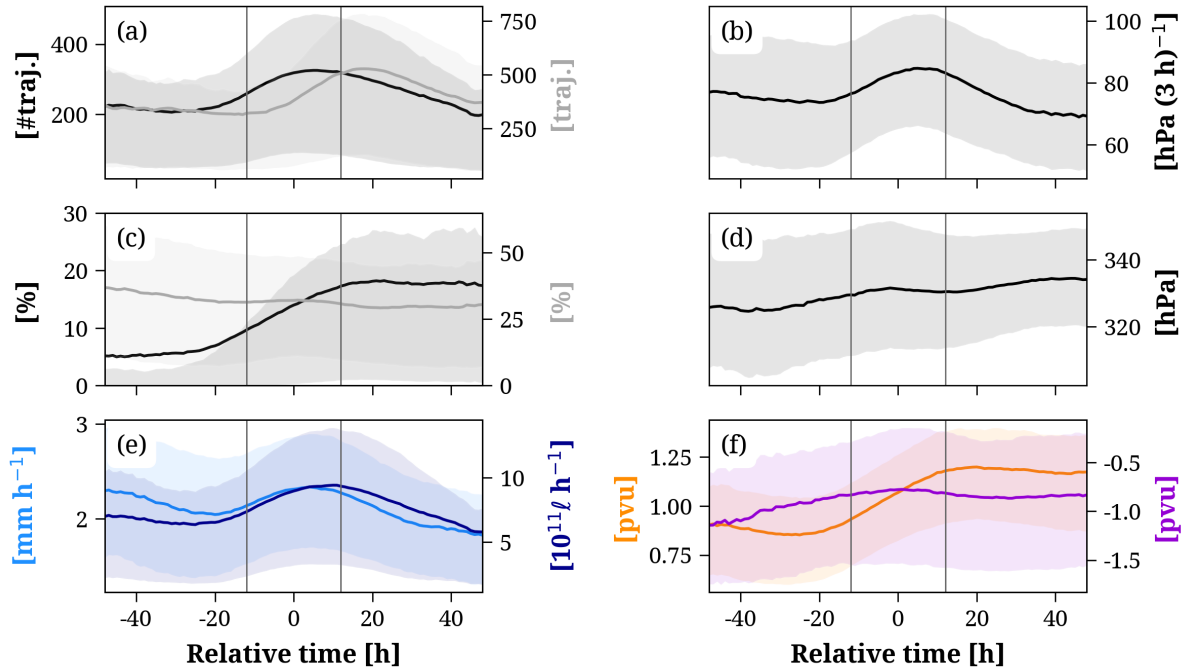 (a)
400
200
[#traj.]
750
500
250
[traj.]
(b)
100
80
60
[hPa (3 h)⁻¹]
(c)
30
20
10
0
[%]
50
25
0
[%]
(d)
340
320
[hPa]
(e)
3
2
[mm h⁻¹]
10
5
[10¹¹ℓ h⁻¹]
-40 -20 0 20 40
Relative time [h]
(f)
1.25
1.00
0.75
[pvu]
-0.5
-1.0
-1.5
[pvu]
-40 -20 0 20 40
Relative time [h]